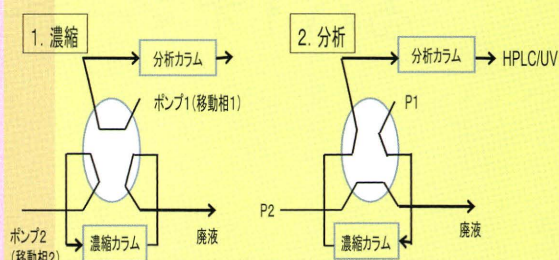 1. 濃縮
分析カラム
ポンプ1(移動相1)
ポンプ2
(移動相2)
濃縮カラム
廃液
2. 分析
分析カラム
HPLC/UV
P1
P2
濃縮カラム
廃液